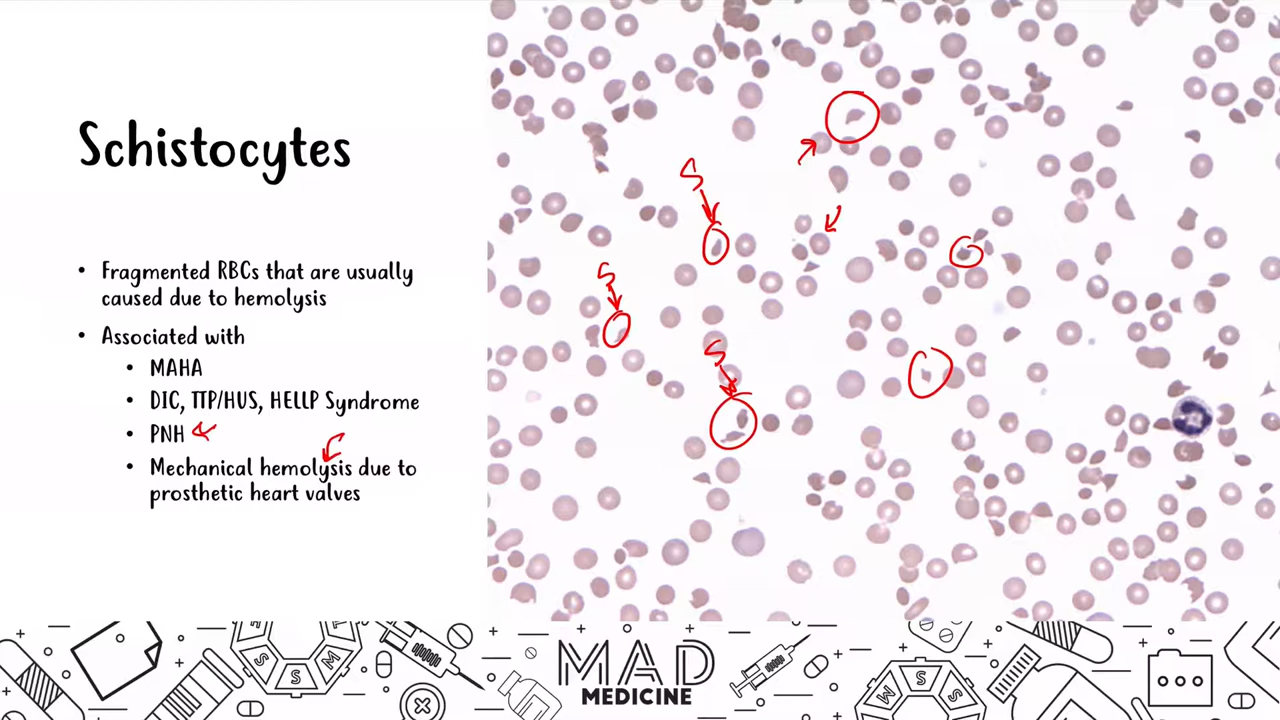 Schistocytes
• Fragmented RBCs that are usually
caused due to hemolysis
• Associated with
• MAHA
• DIC, TTP/HUS, HELLP Syndrome
• PNH
• Mechanical hemolysis due to
prosthetic heart valves
S
S
S
MAD
MEDICINE
S
S
M
M
S
S